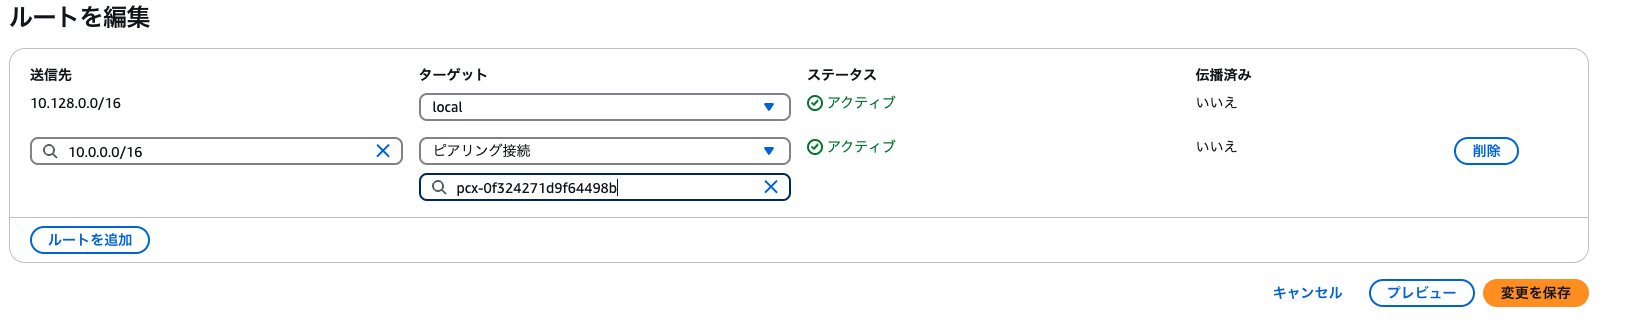 ルートを編集
送信先 ターゲット ステータス 伝播済み
10.128.0.0/16 local アクティブ いいえ
10.0.0.0/16 ピアリング接続 アクティブ いいえ 削除
pcx-0f324271d9f64498b
ルートを追加
キャンセル プレビュー 変更を保存